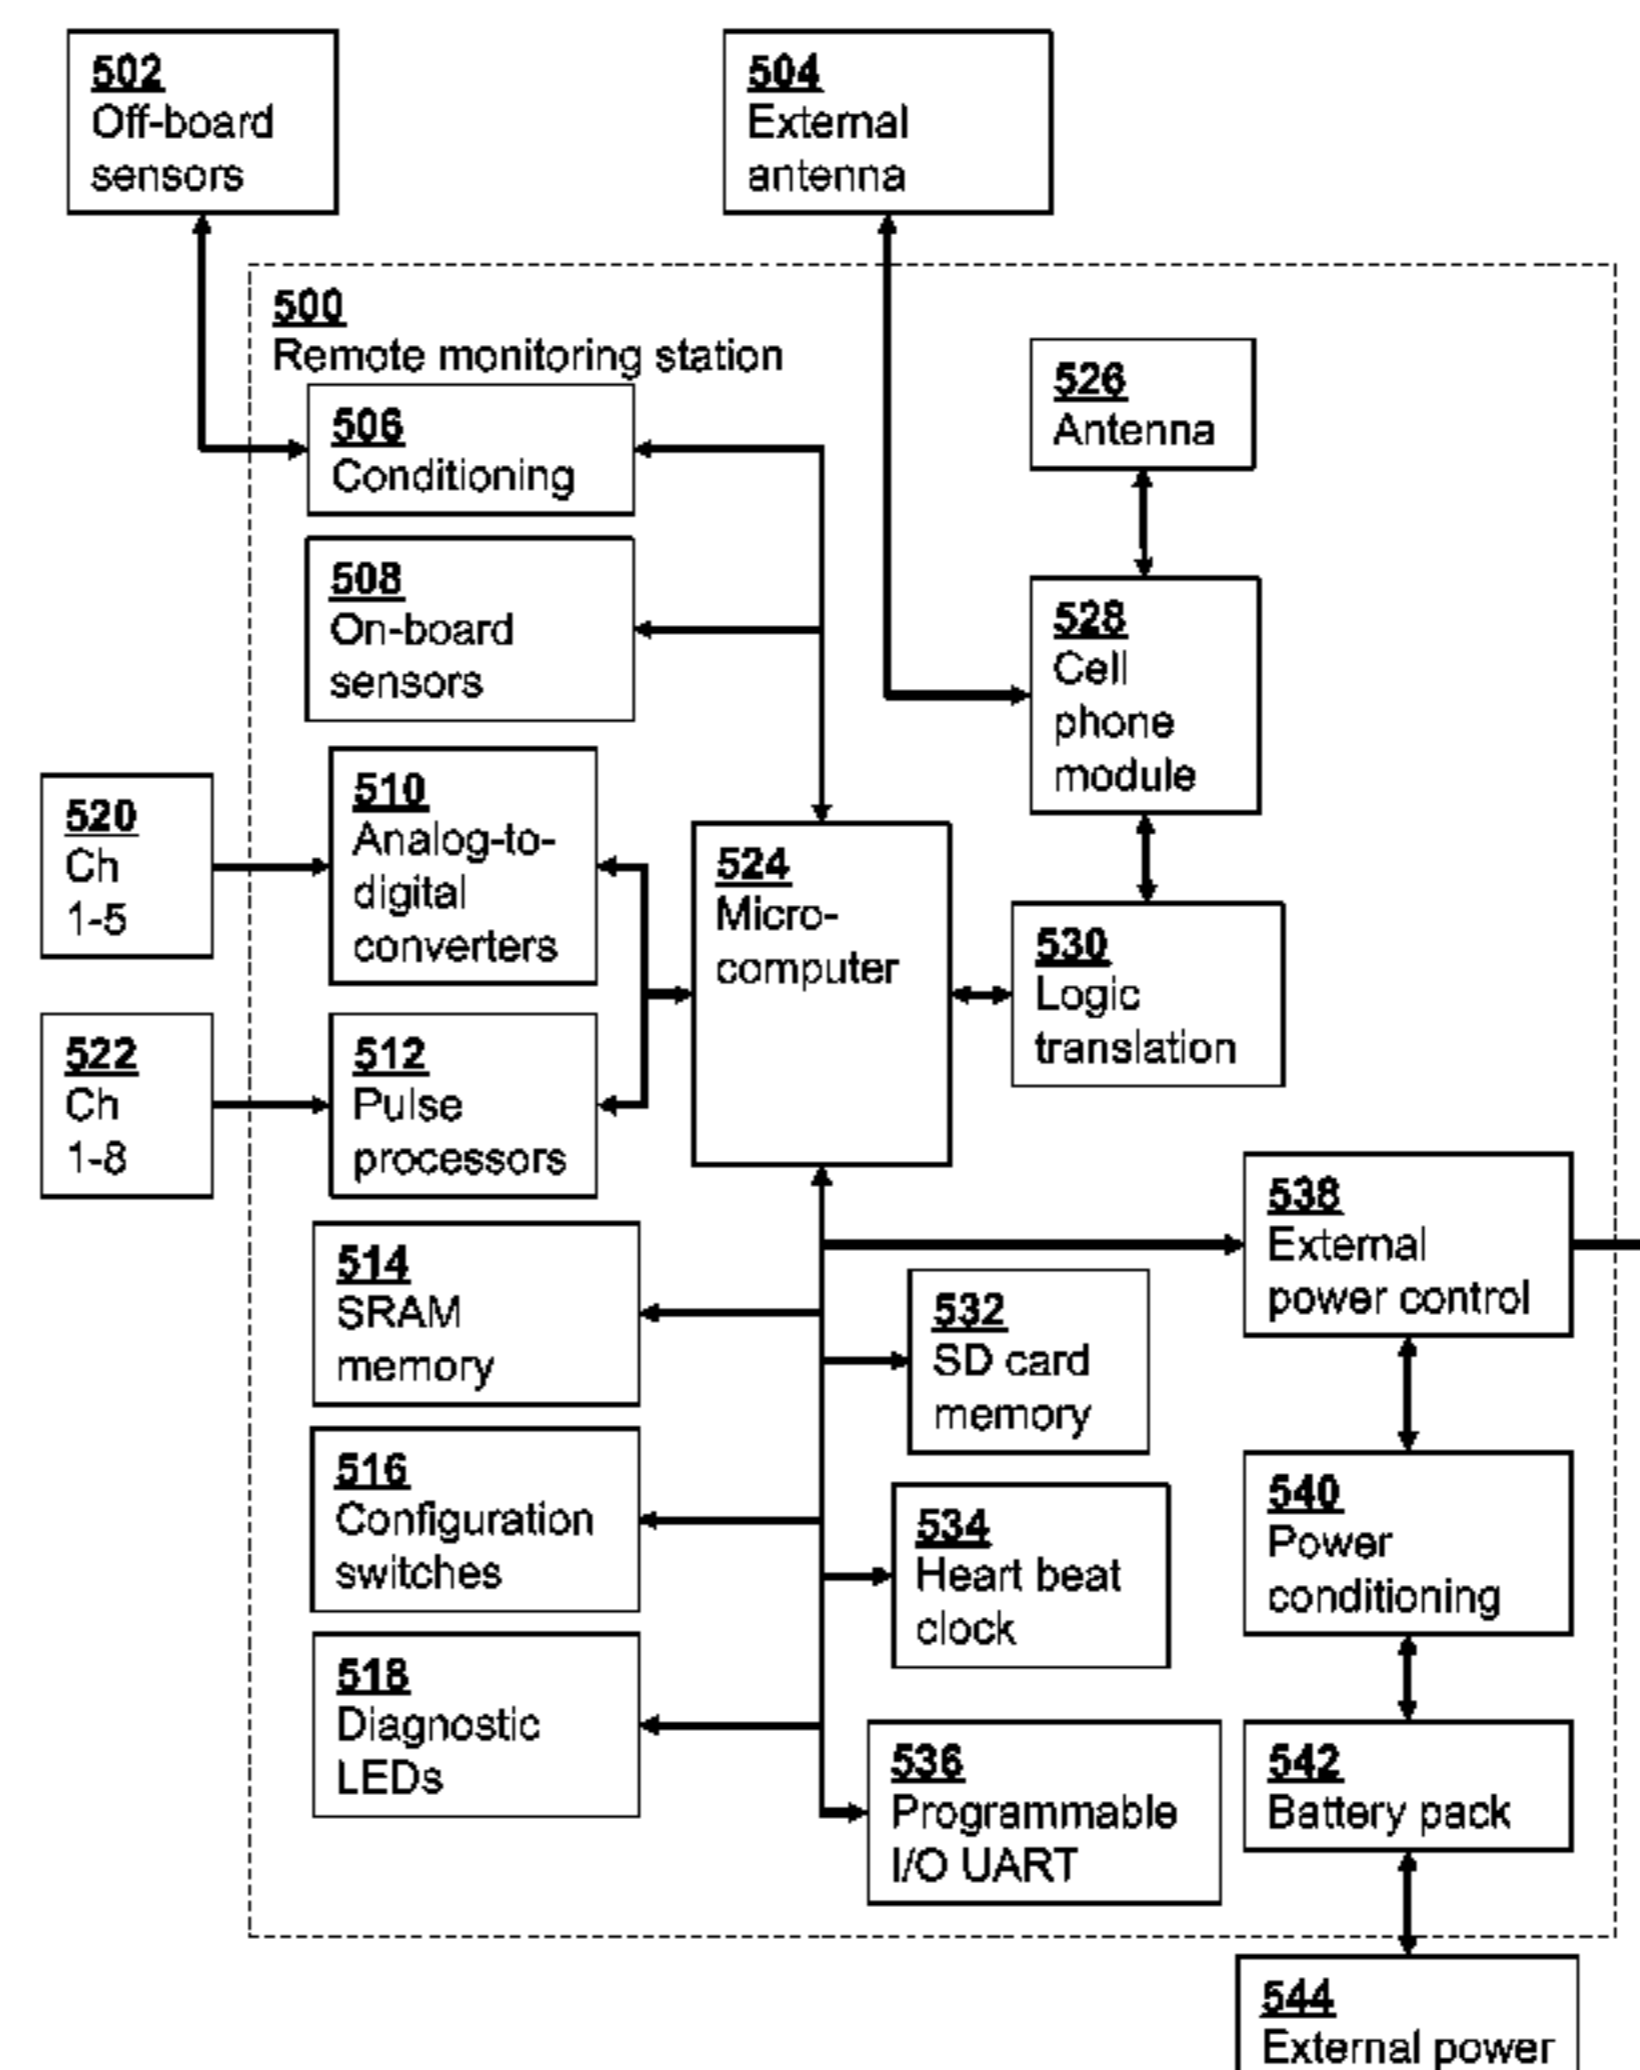 502
Off-board
sensors
504
External
antenna
500
Remote monitoring station
506
Conditioning
526
Antenna
508
On-board
sensors
528
Cell
phone
module
520
Ch
1-5
510
Analog-to-
digital
converters
524
Micro-
computer
530
Logic
translation
522
Ch
1-8
512
Pulse
processors
538
External
power control
514
SRAM
memory
532
SD card
memory
516
Configuration
switches
534
Heart beat
clock
540
Power
conditioning
518
Diagnostic
LEDs
536
Programmable
I/O UART
542
Battery pack
544
External power